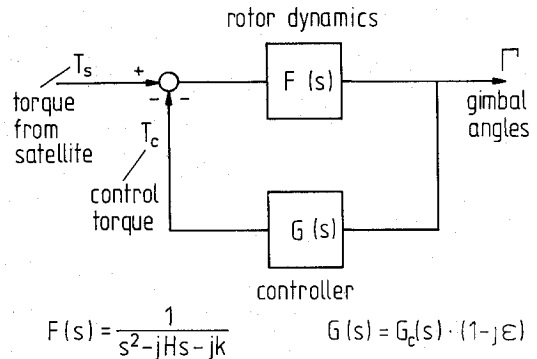 rotor dynamics
T_s
+
F (s)
Γ
torque
from
satellite
− −
T_c
gimbal
angles
control
torque
G (s)
controller
F(s) = 1 / (s² − jHs − jk)
G(s) = G_c(s) · (1 − jε)